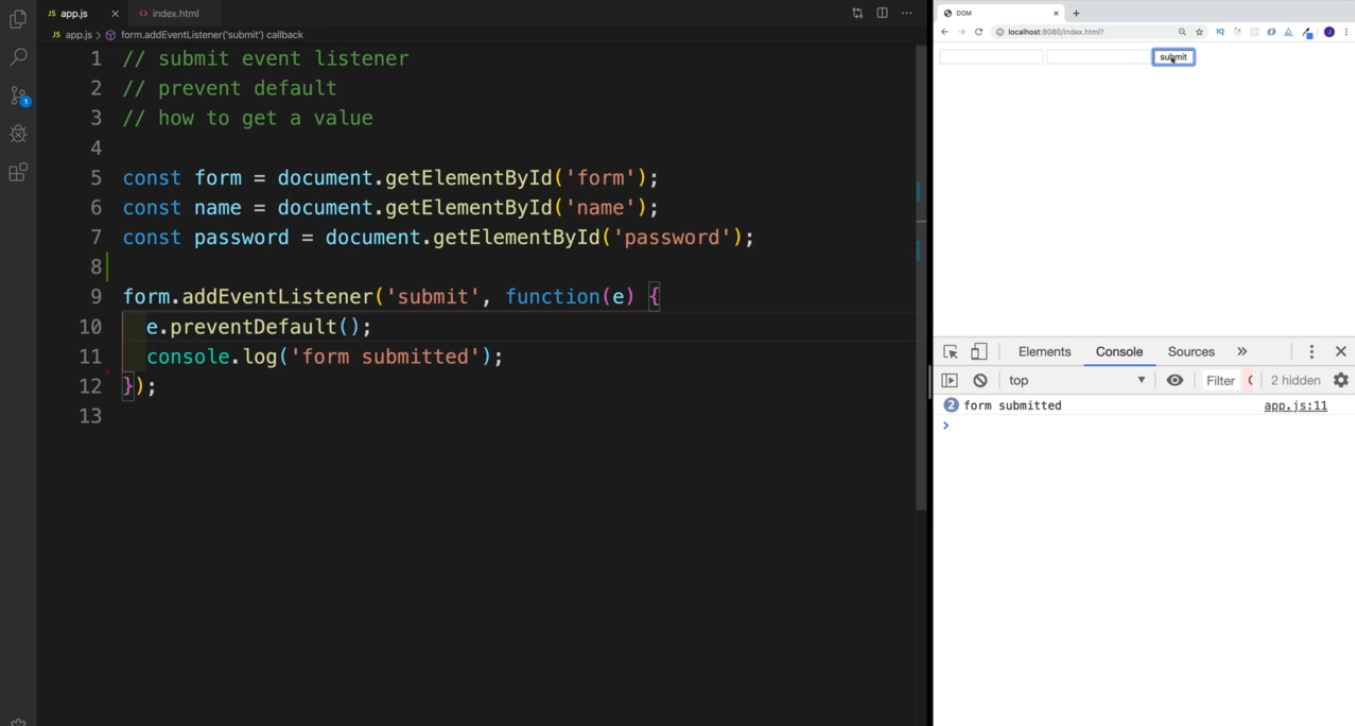 JS app.js × <> index.html
JS app.js > form.addEventListener('submit') callback
1 // submit event listener
2 // prevent default
3 // how to get a value
4
5 const form = document.getElementById('form');
6 const name = document.getElementById('name');
7 const password = document.getElementById('password');
8
9 form.addEventListener('submit', function(e) {
10 e.preventDefault();
11 console.log('form submitted');
12 });
13
1
DOM × +
localhost:8080/index.html?
submit
Elements Console Sources »
top Filter 2 hidden
2 form submitted app.js:11
>